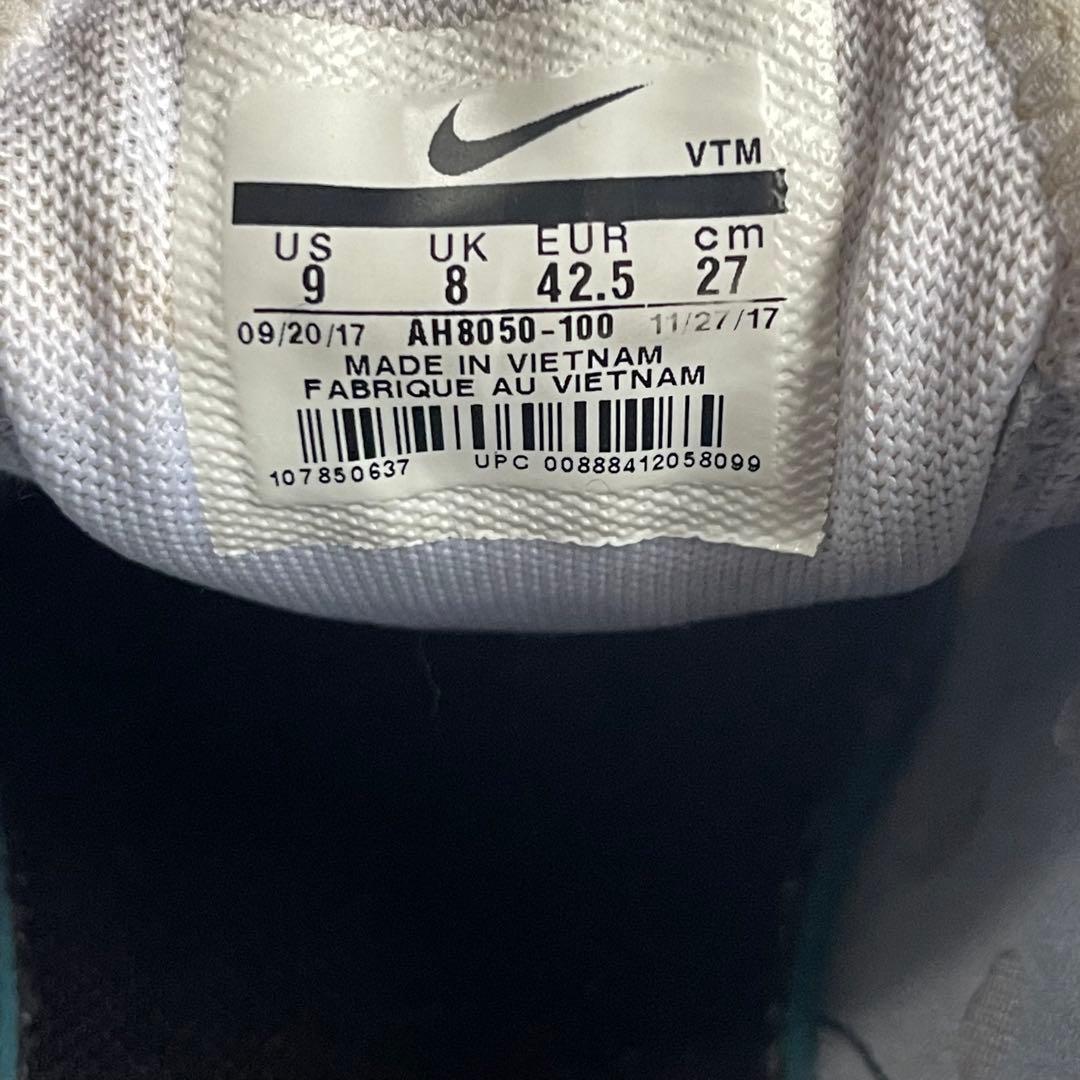 VTM
US UK EUR cm
9 8 42.5 27
09/20/17 AH8050-100 11/27/17
MADE IN VIETNAM
FABRIQUE AU VIETNAM
107850637 UPC 00888412058099